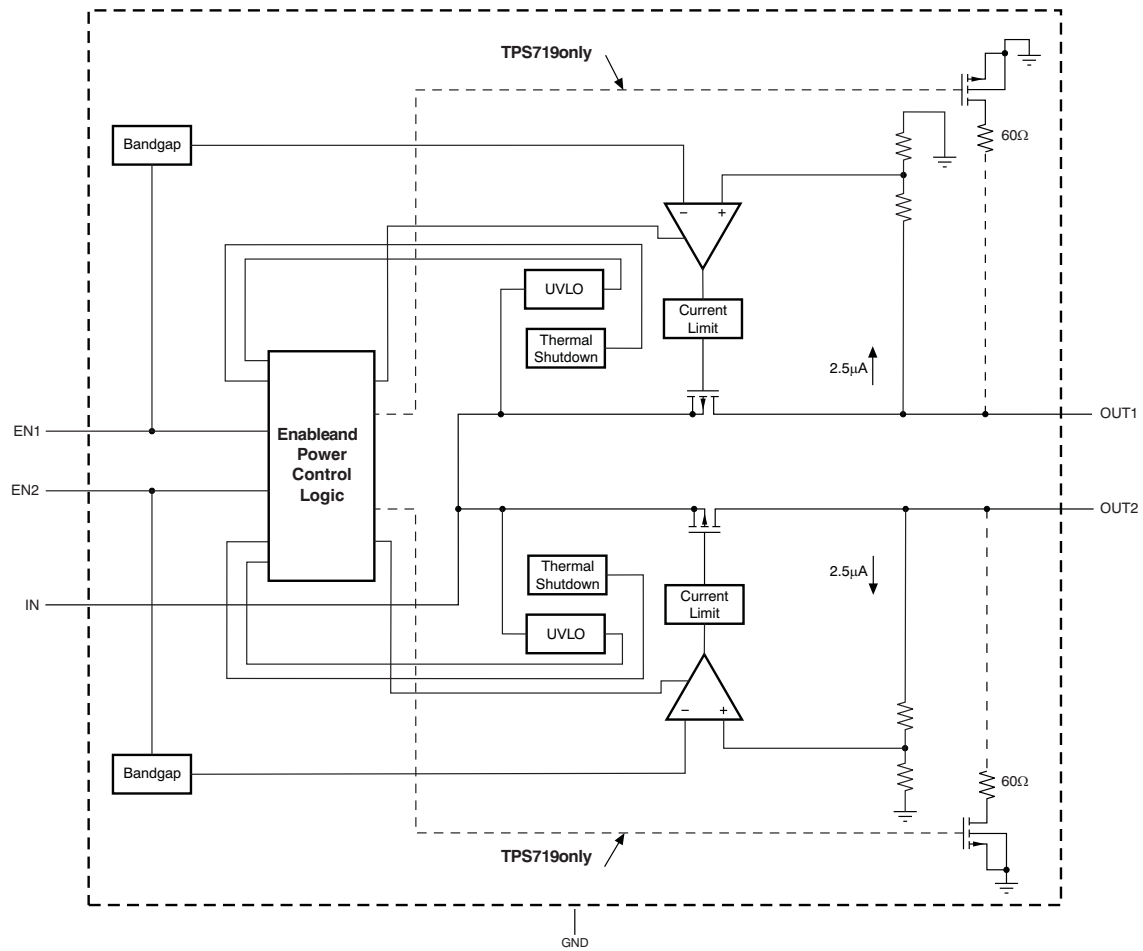 TPS719only
60Ω
Bandgap
−
+
UVLO
Current
Limit
Thermal
Shutdown
2.5μA
OUT1
EN1
Enableand
Power
Control
Logic
EN2
OUT2
Thermal
Shutdown
2.5μA
Current
Limit
IN
UVLO
−
+
Bandgap
60Ω
TPS719only
GND